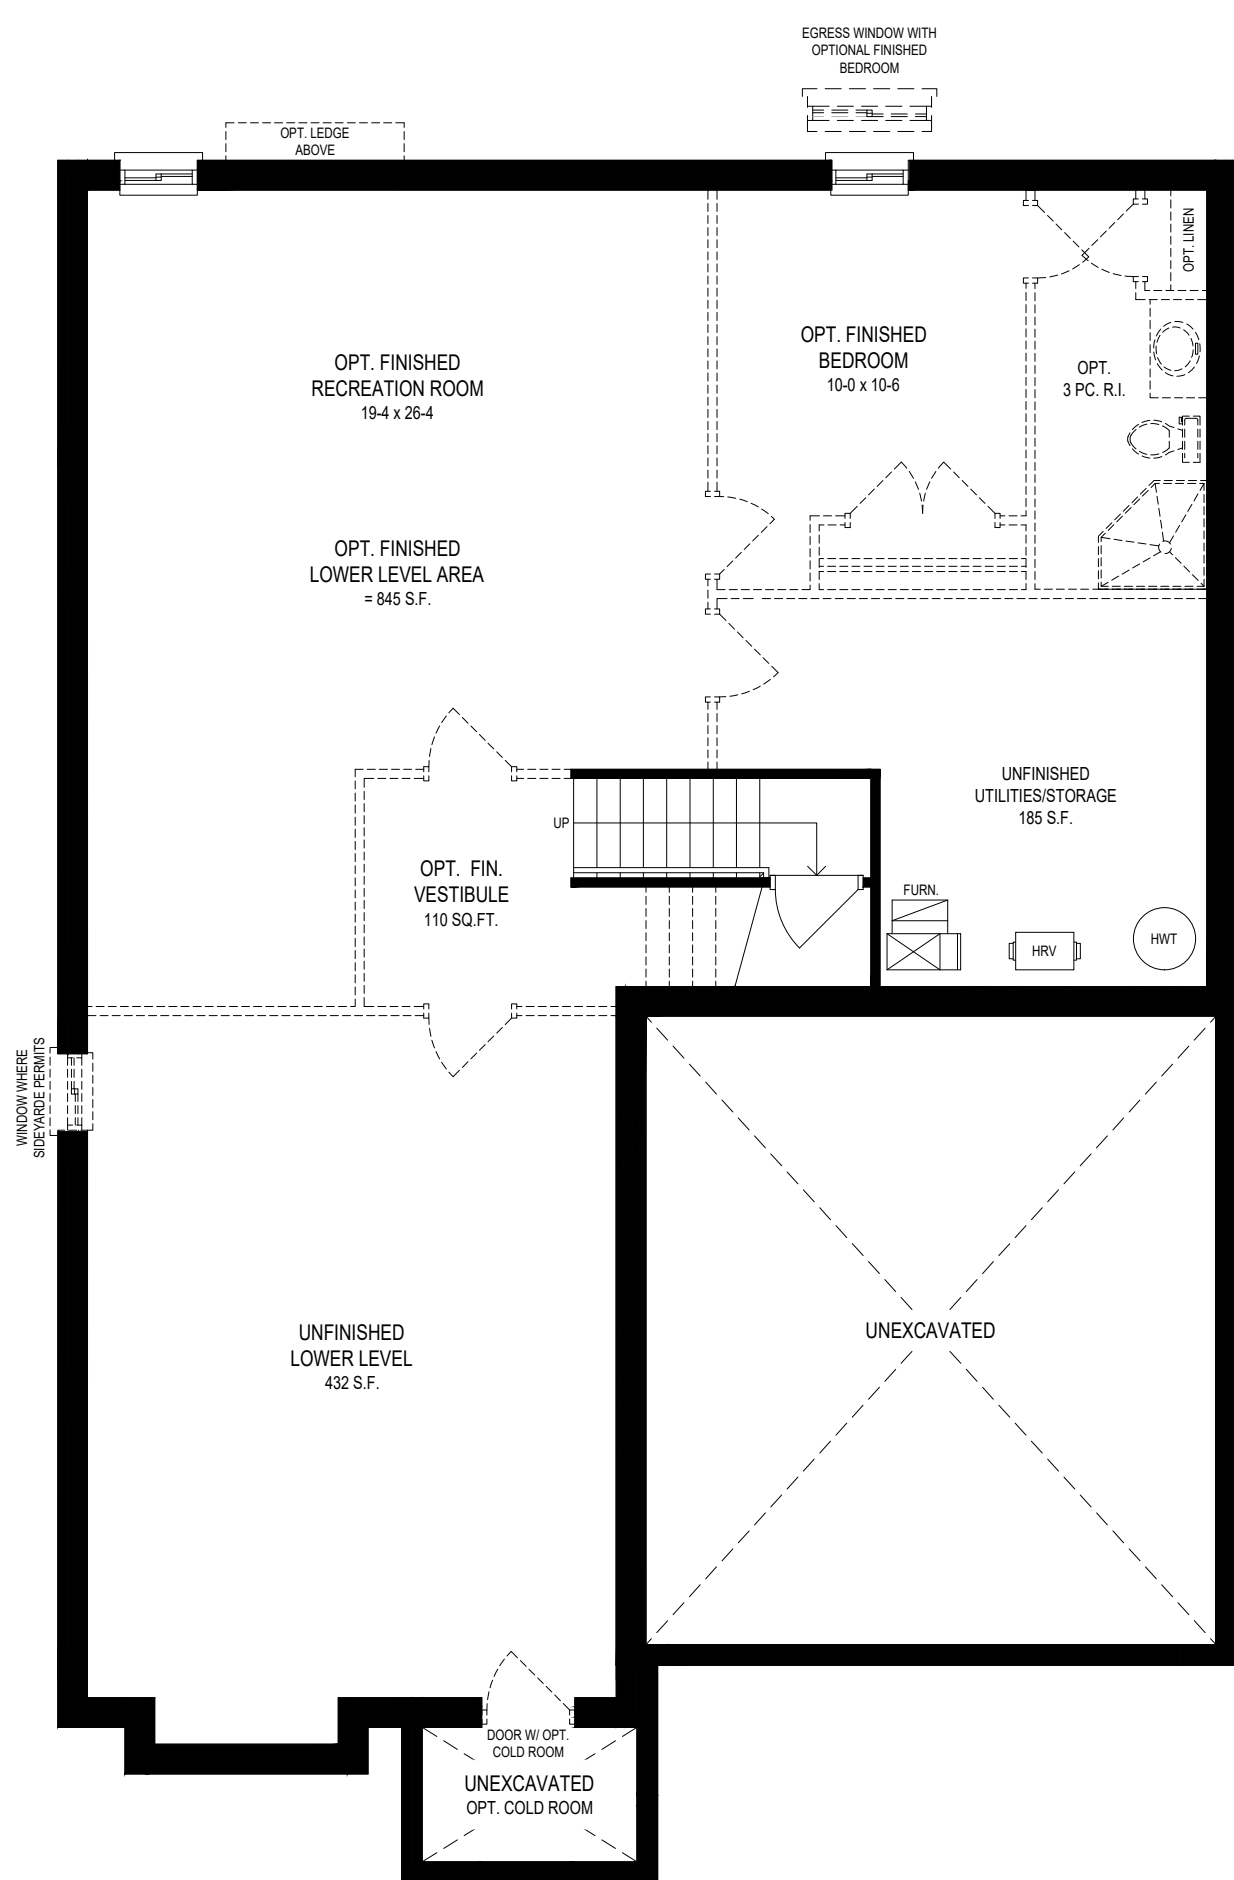 EGRESS WINDOW WITH
OPTIONAL FINISHED
BEDROOM
OPT. LEDGE
ABOVE
OPT. LINEN
OPT. FINISHED
RECREATION ROOM
19-4 x 26-4
OPT. FINISHED
BEDROOM
10-0 x 10-6
OPT.
3 PC. R.I.
OPT. FINISHED
LOWER LEVEL AREA
= 845 S.F.
UNFINISHED
UTILITIES/STORAGE
185 S.F.
UP
OPT. FIN.
VESTIBULE
110 SQ.FT.
FURN.
HRV
HWT
WINDOW WHERE
SIDEYARDE PERMITS
UNFINISHED
LOWER LEVEL
432 S.F.
UNEXCAVATED
DOOR W/ OPT.
COLD ROOM
UNEXCAVATED
OPT. COLD ROOM